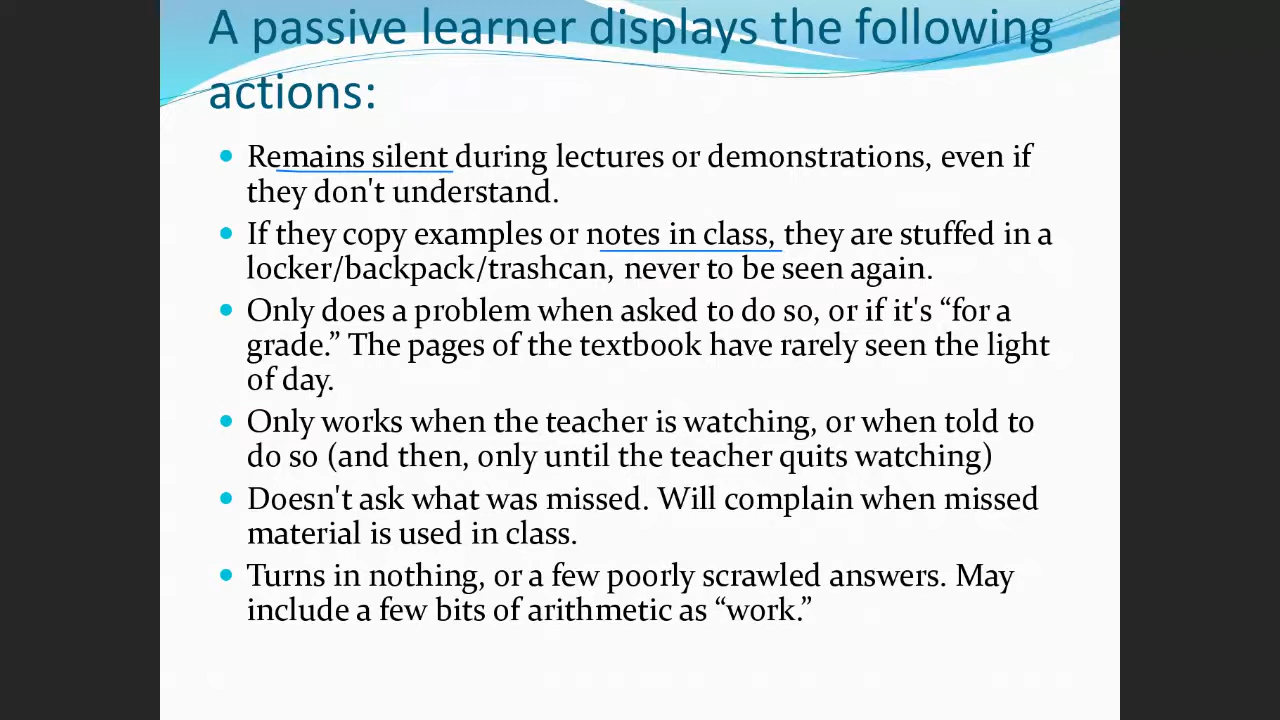 A passive learner displays the following
actions:
Remains silent during lectures or demonstrations, even if
they don't understand.
If they copy examples or notes in class, they are stuffed in a
locker/backpack/trashcan, never to be seen again.
Only does a problem when asked to do so, or if it's “for a
grade.” The pages of the textbook have rarely seen the light
of day.
Only works when the teacher is watching, or when told to
do so (and then, only until the teacher quits watching)
Doesn't ask what was missed. Will complain when missed
material is used in class.
Turns in nothing, or a few poorly scrawled answers. May
include a few bits of arithmetic as “work.”